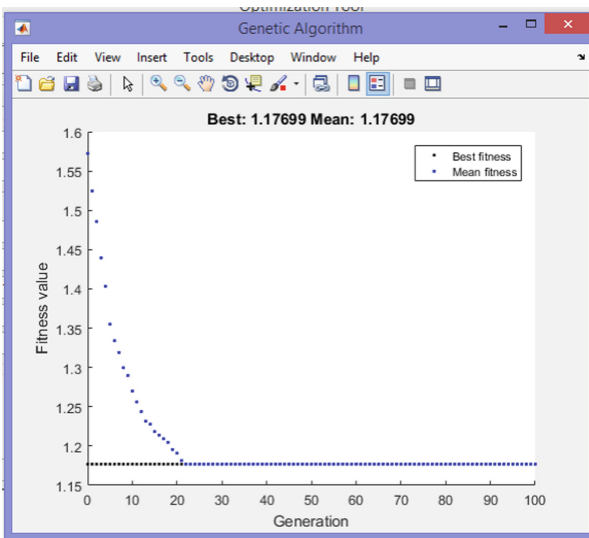 Optimization Tool
Genetic Algorithm
File Edit View Insert Tools Desktop Window Help
Best: 1.17699 Mean: 1.17699
Best fitness
Mean fitness
1.6
1.55
1.5
1.45
1.4
1.35
1.3
1.25
1.2
1.15
Fitness value
0 10 20 30 40 50 60 70 80 90 100
Generation